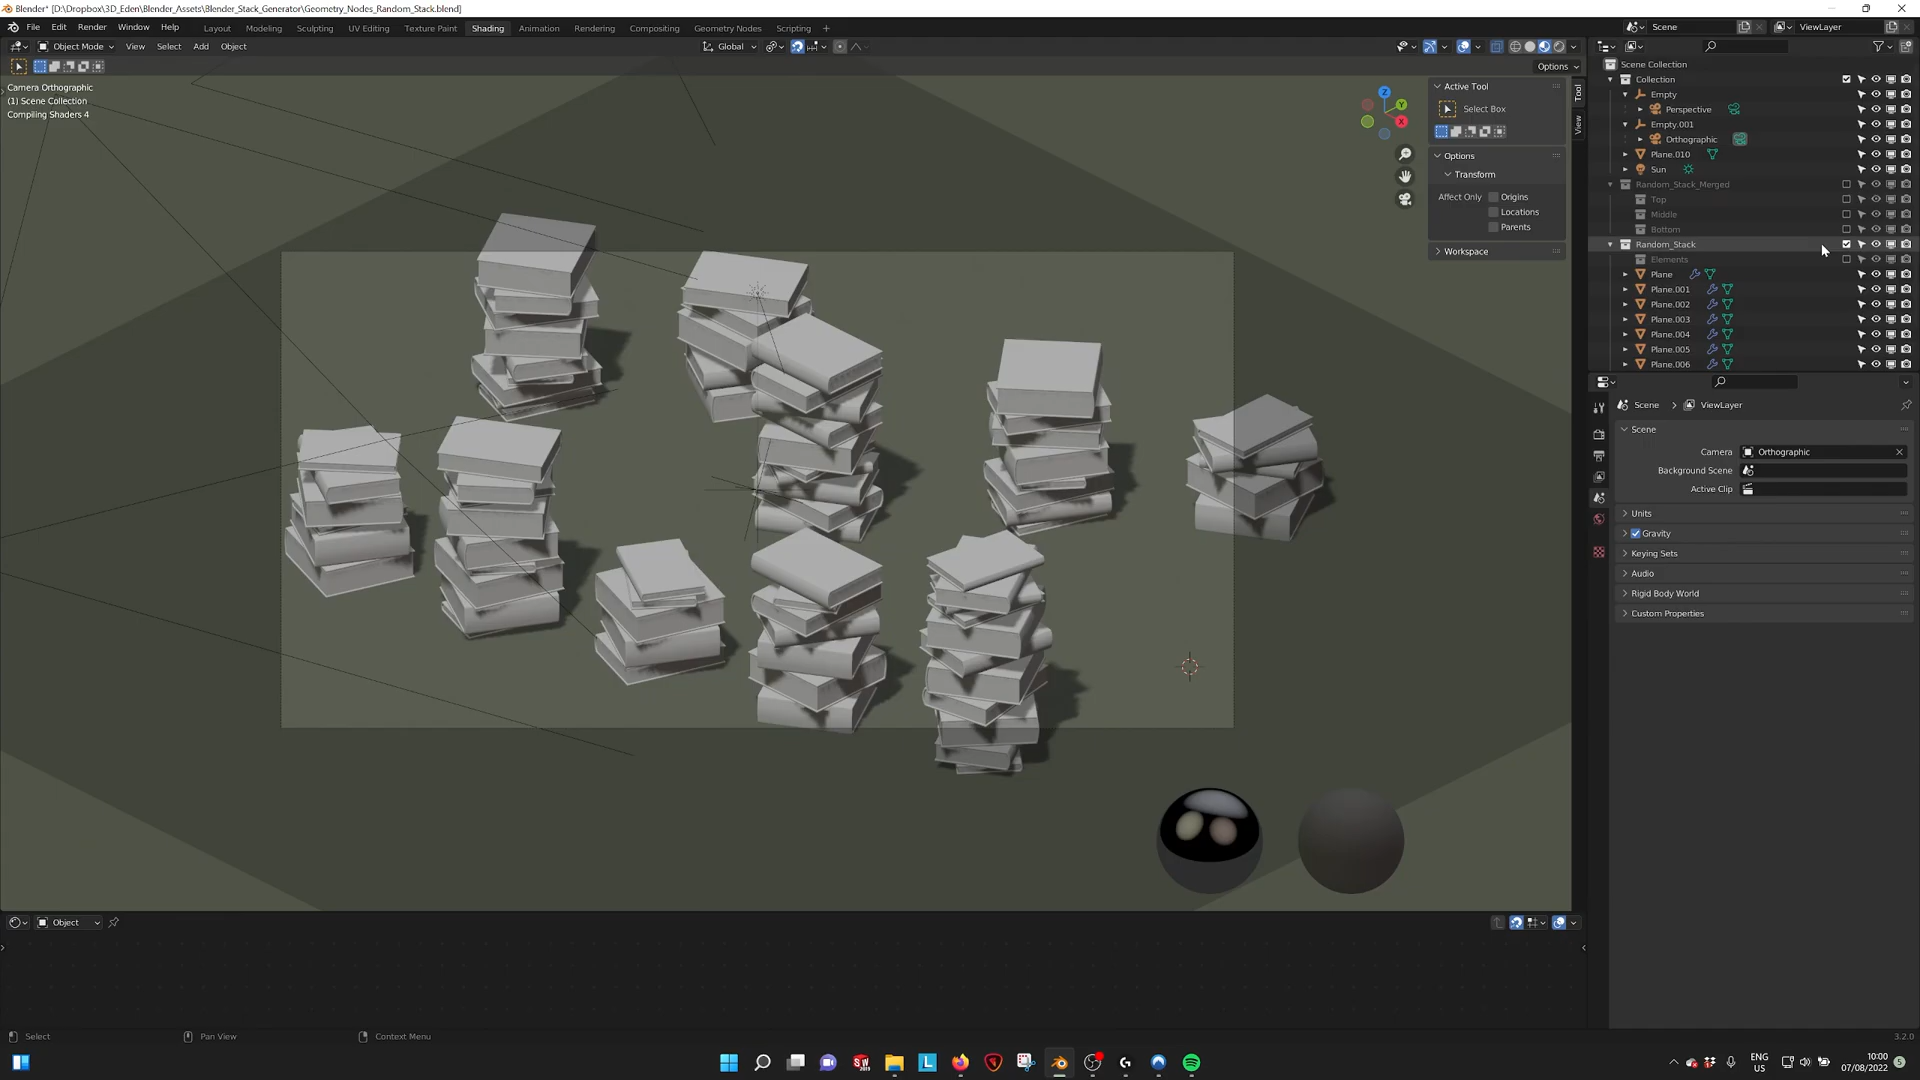 Blender* [D:\Dropbox\3D_Eden\Blender_Assets\Blender_Stack_Generator\Geometry_Nodes_Random_Stack.blend]
File Edit Render Window Help Layout Modeling Sculpting UV Editing Texture Paint Shading Animation Rendering Compositing Geometry Nodes Scripting + Scene ViewLayer
Object Mode View Select Add Object Global
Options
Camera Orthographic
(1) Scene Collection
Compiling Shaders 4
Z
Y
X
Active Tool
Select Box
Options
Transform
Affect Only Origins
Locations
Parents
Workspace
Tool
View
Scene Collection
Collection
Empty
Perspective
Empty.001
Orthographic
Plane.010
Sun
Random_Stack_Merged
Top
Middle
Bottom
Random_Stack
Elements
Plane
Plane.001
Plane.002
Plane.003
Plane.004
Plane.005
Plane.006
Scene > ViewLayer
Scene
Camera Orthographic
Background Scene
Active Clip
Units
Gravity
Keying Sets
Audio
Rigid Body World
Custom Properties
Object
Select Pan View Context Menu 3.2.0
SW
2019
L
ENG
US
10:00
07/08/2022
5